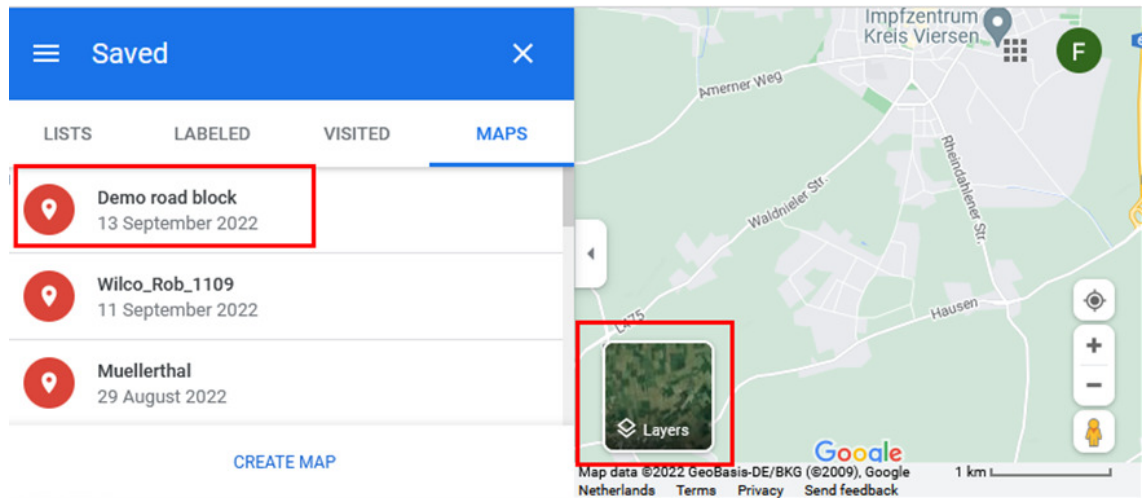 Saved
LISTS
LABELED
VISITED
MAPS
Demo road block
13 September 2022
Wilco_Rob_1109
11 September 2022
Muellerthal
29 August 2022
CREATE MAP
Impfzentrum
Kreis Viersen
F
6
Amerner Weg
Rheindahlener Str.
Waldnieler Str.
Hausen
L475
Layers
Google
Map data ©2022 GeoBasis-DE/BKG (©2009), Google
1 km
Netherlands Terms Privacy Send feedback